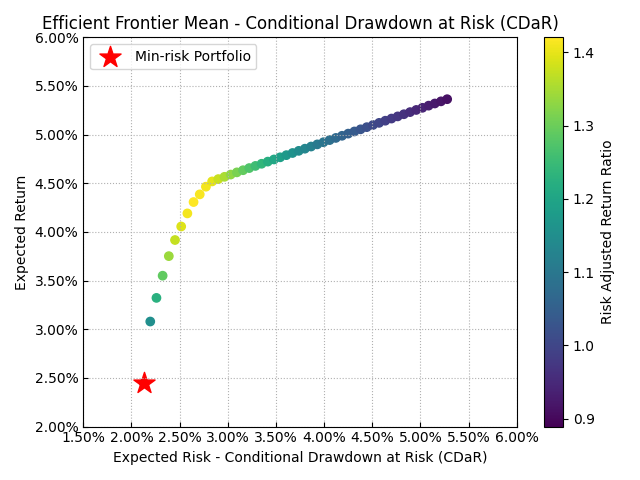 Efficient Frontier Mean - Conditional Drawdown at Risk (CDaR)
Min-risk Portfolio
6.00%
5.50%
5.00%
4.50%
4.00%
3.50%
3.00%
2.50%
2.00%
Expected Return
1.50% 2.00% 2.50% 3.00% 3.50% 4.00% 4.50% 5.00% 5.50% 6.00%
Expected Risk - Conditional Drawdown at Risk (CDaR)
1.4
1.3
1.2
1.1
1.0
0.9
Risk Adjusted Return Ratio